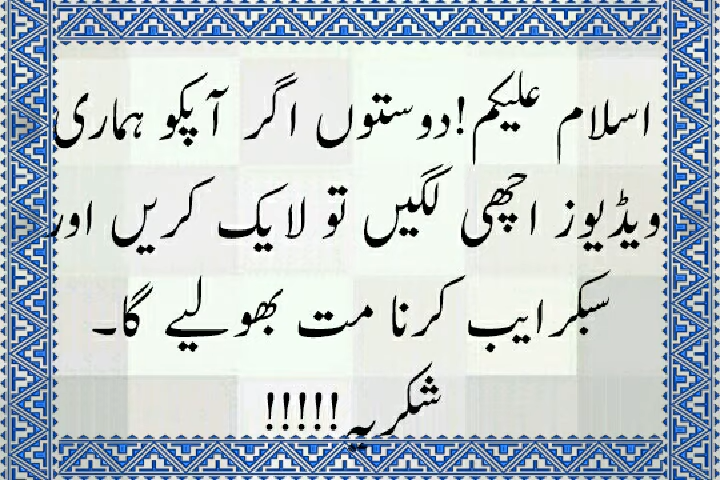 اسلام علیکم!دوستوں اگر آپکو ہماری
ویڈیوز اچھی لگیں تو لایک کریں اور
سبکرایب کرنا مت بھولیے گا۔
شکریہ!!!!!